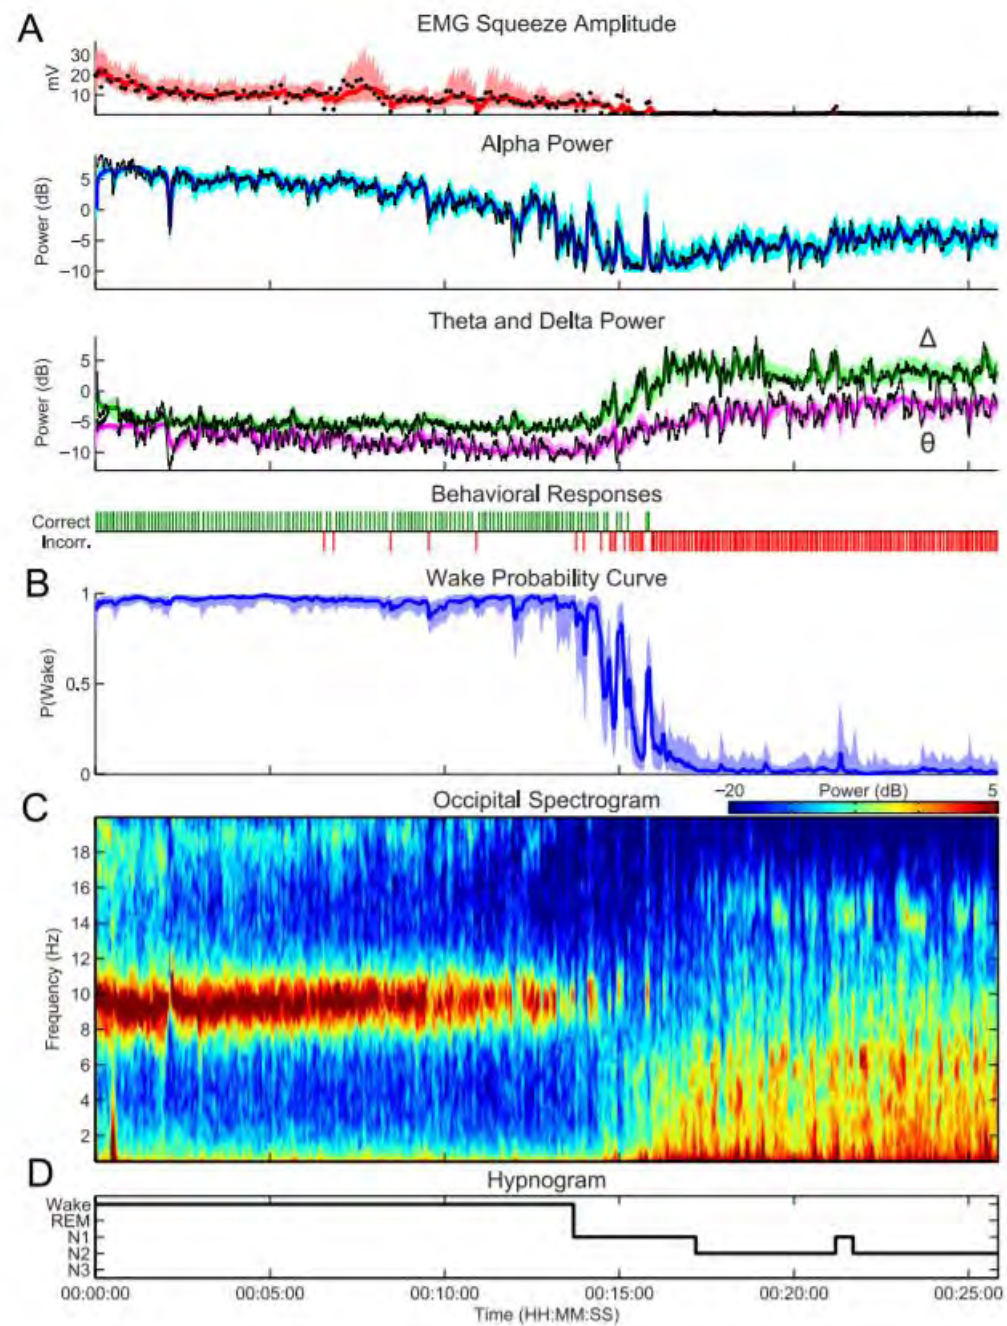 A
EMG Squeeze Amplitude
mV
30
20
10
Alpha Power
Power (dB)
5
0
−5
−10
Theta and Delta Power
Power (dB)
5
0
−5
−10
Δ
θ
Behavioral Responses
Correct
Incorr.
B
Wake Probability Curve
P(Wake)
1
0.5
0
C
Occipital Spectrogram
−20 Power (dB) 5
Frequency (Hz)
18
16
14
12
10
8
6
4
2
D
Hypnogram
Wake
REM
N1
N2
N3
00:00:00 00:05:00 00:10:00 00:15:00 00:20:00 00:25:00
Time (HH:MM:SS)